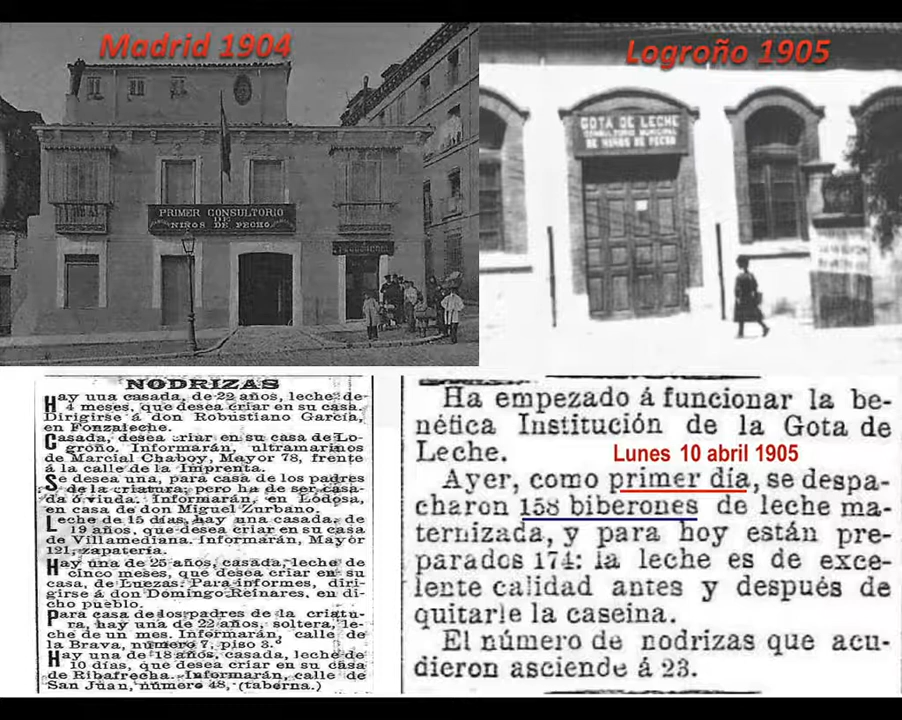 Madrid 1904
PRIMER CONSULTORIO
DE
NIÑOS DE PECHO
Logroño 1905
GOTA DE LECHE
CONSULTORIO MUNICIPAL
DE NIÑOS DE PECHO
NODRIZAS
Hay una casada, de 22 años, leche de
4 meses, que desea criar en su casa.
Dirigirse á don Robustiano García,
en Fonzaleche.
Casada, desea criar en su casa de Lo-
groño. Informarán, ultramarinos
de Marcial Chaboy, Mayor 78, frente
á la calle de la Imprenta.
Se desea una, para casa de los padres
de la criatura; pero ha de ser casa-
da ó viuda. Informarán, en Lodosa,
en casa de don Miguel Zurbano.
Leche de 15 días, hay una casada, de
19 años, que desea criar en su casa
de Villamediana. Informarán, Mayor
121, zapatería.
Hay una de 25 años, casada, leche de
cinco meses, que desea criar en su
casa, de Luezas. Para informes, diri-
girse á don Domingo Reinares, en di-
cho pueblo.
Para casa de los padres de la criatu-
ra, hay una de 22 años, soltera, le-
che de un mes. Informarán, calle de
la Brava, número 7, piso 3.º
Hay una de 18 años, casada, leche de
10 días, que desea criar en su casa
de Ribafrecha. Informarán, calle de
San Juan, número 48, (taberna.)
Ha empezado á funcionar la be-
néfica Institución de la Gota de
Leche.
Lunes 10 abril 1905
Ayer, como primer día, se despa-
charon 158 biberones de leche ma-
ternizada, y para hoy están pre-
parados 174: la leche es de exce-
lente calidad antes y después de
quitarle la caseina.
El número de nodrizas que acu-
dieron asciende á 23.